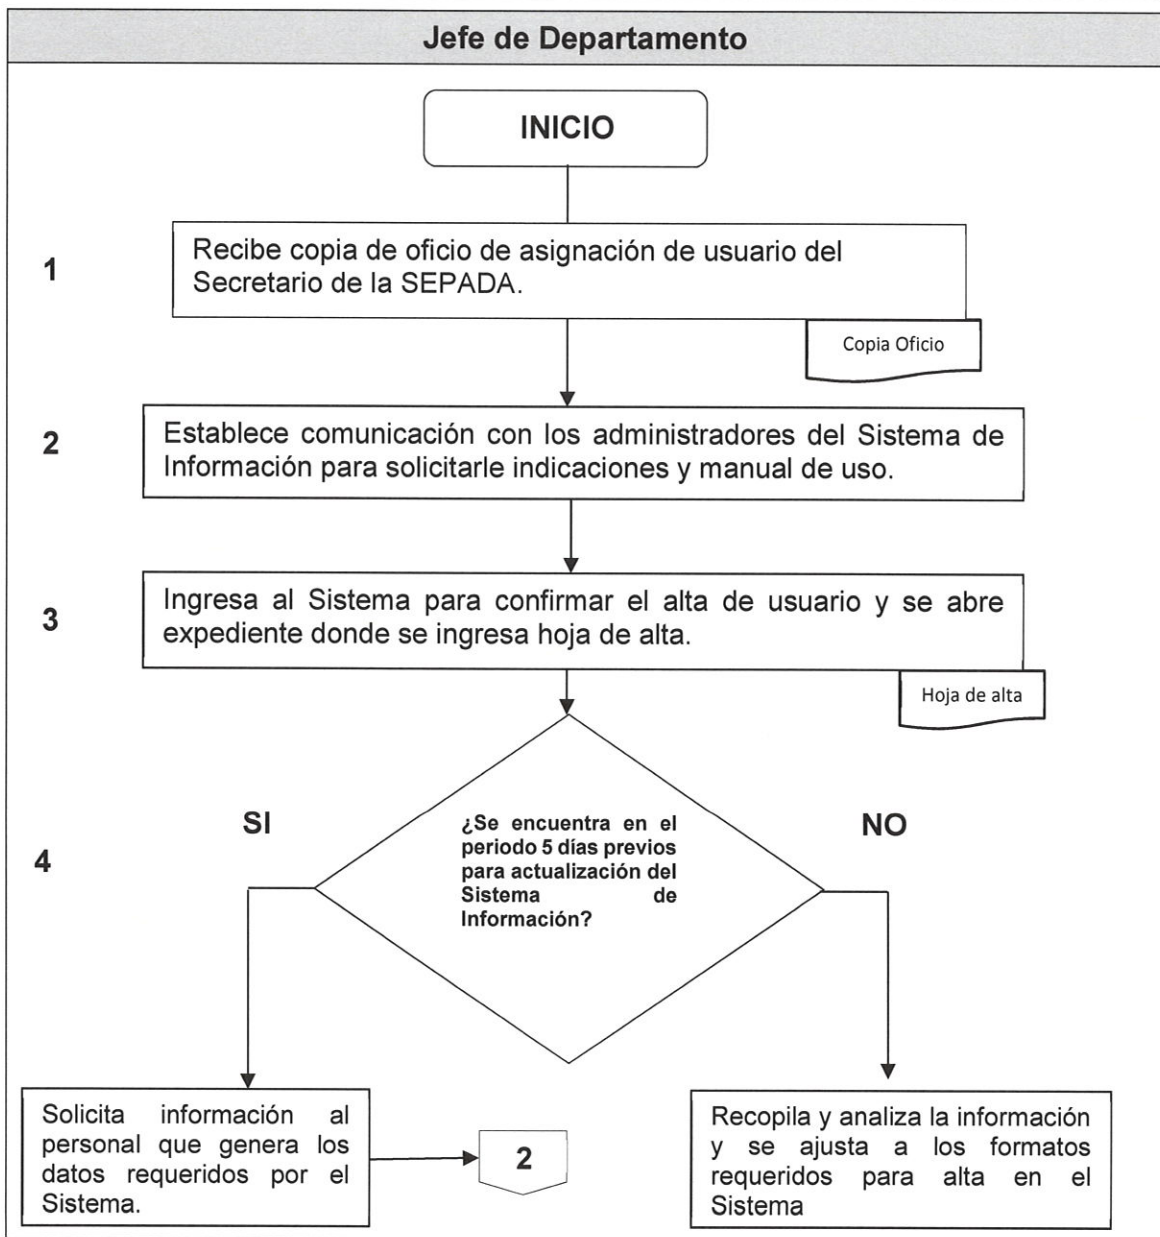 Jefe de Departamento
INICIO
1
Recibe copia de oficio de asignación de usuario del
Secretario de la SEPADA.
Copia Oficio
2
Establece comunicación con los administradores del Sistema de
Información para solicitarle indicaciones y manual de uso.
3
Ingresa al Sistema para confirmar el alta de usuario y se abre
expediente donde se ingresa hoja de alta.
Hoja de alta
SI
NO
4
¿Se encuentra en el
periodo 5 días previos
para actualización del
Sistema de
Información?
Solicita información al
personal que genera los
datos requeridos por el
Sistema.
2
Recopila y analiza la información
y se ajusta a los formatos
requeridos para alta en el
Sistema